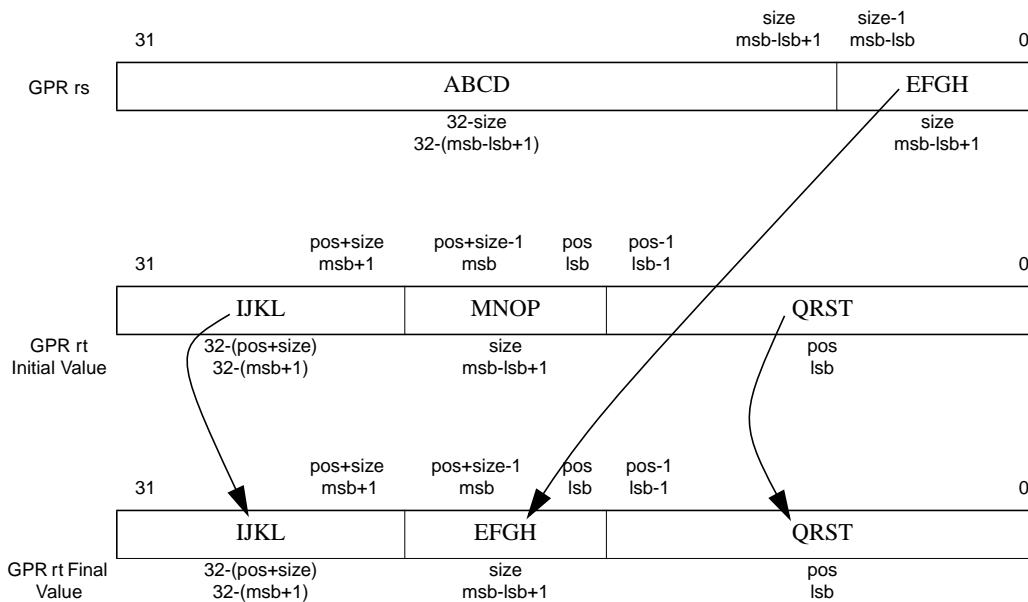 size size-1
31 msb-lsb+1 msb-lsb 0
GPR rs ABCD EFGH
32-size size
32-(msb-lsb+1) msb-lsb+1
pos+size pos+size-1 pos pos-1
31 msb+1 msb lsb lsb-1 0
IJKL MNOP QRST
GPR rt 32-(pos+size) size pos
Initial Value 32-(msb+1) msb-lsb+1 lsb
pos+size pos+size-1 pos pos-1
31 msb+1 msb lsb lsb-1 0
IJKL EFGH QRST
GPR rt Final 32-(pos+size) size pos
Value 32-(msb+1) msb-lsb+1 lsb